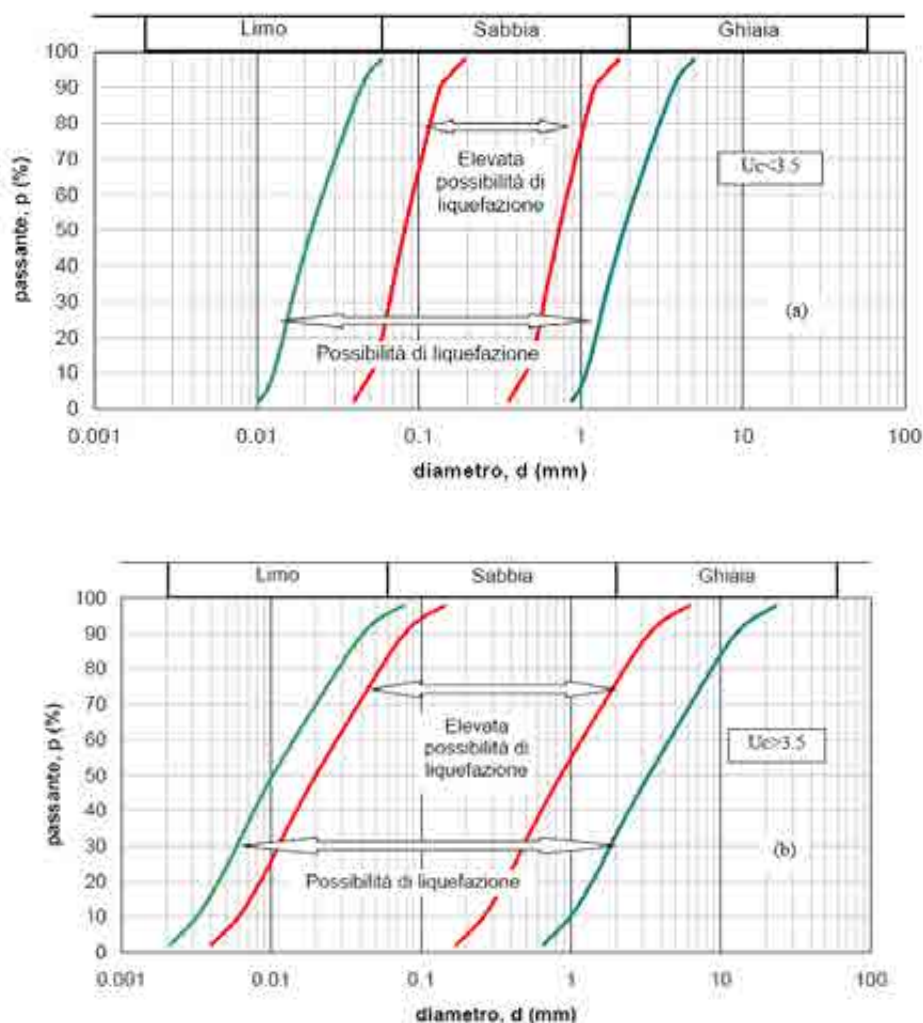 Limo Sabbia Ghiaia
100
90
80
70
60
50
40
30
20
10
0
passante, p (%)
Elevata
possibilità di
liquefazione
Uc<3.5
(a)
Possibilità di liquefazione
0.001 0.01 0.1 1 10 100
diametro, d (mm)
Limo Sabbia Ghiaia
100
90
80
70
60
50
40
30
20
10
0
passante, p (%)
Elevata
possibilità di
liquefazione
Uc>3.5
(b)
Possibilità di liquefazione
0.001 0.01 0.1 1 10 100
diametro, d (mm)